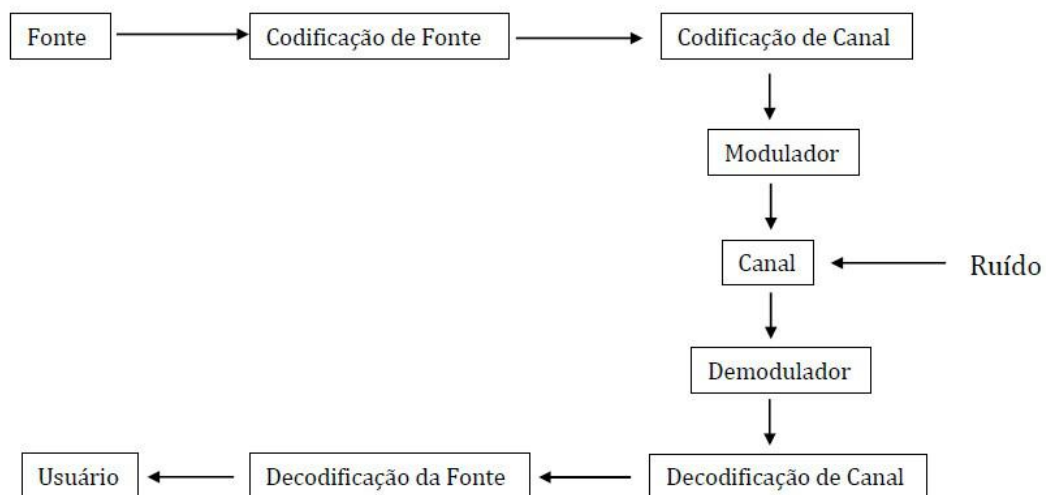 Fonte
Codificação de Fonte
Codificação de Canal
Modulador
Canal
Ruído
Demodulador
Usuário
Decodificação da Fonte
Decodificação de Canal